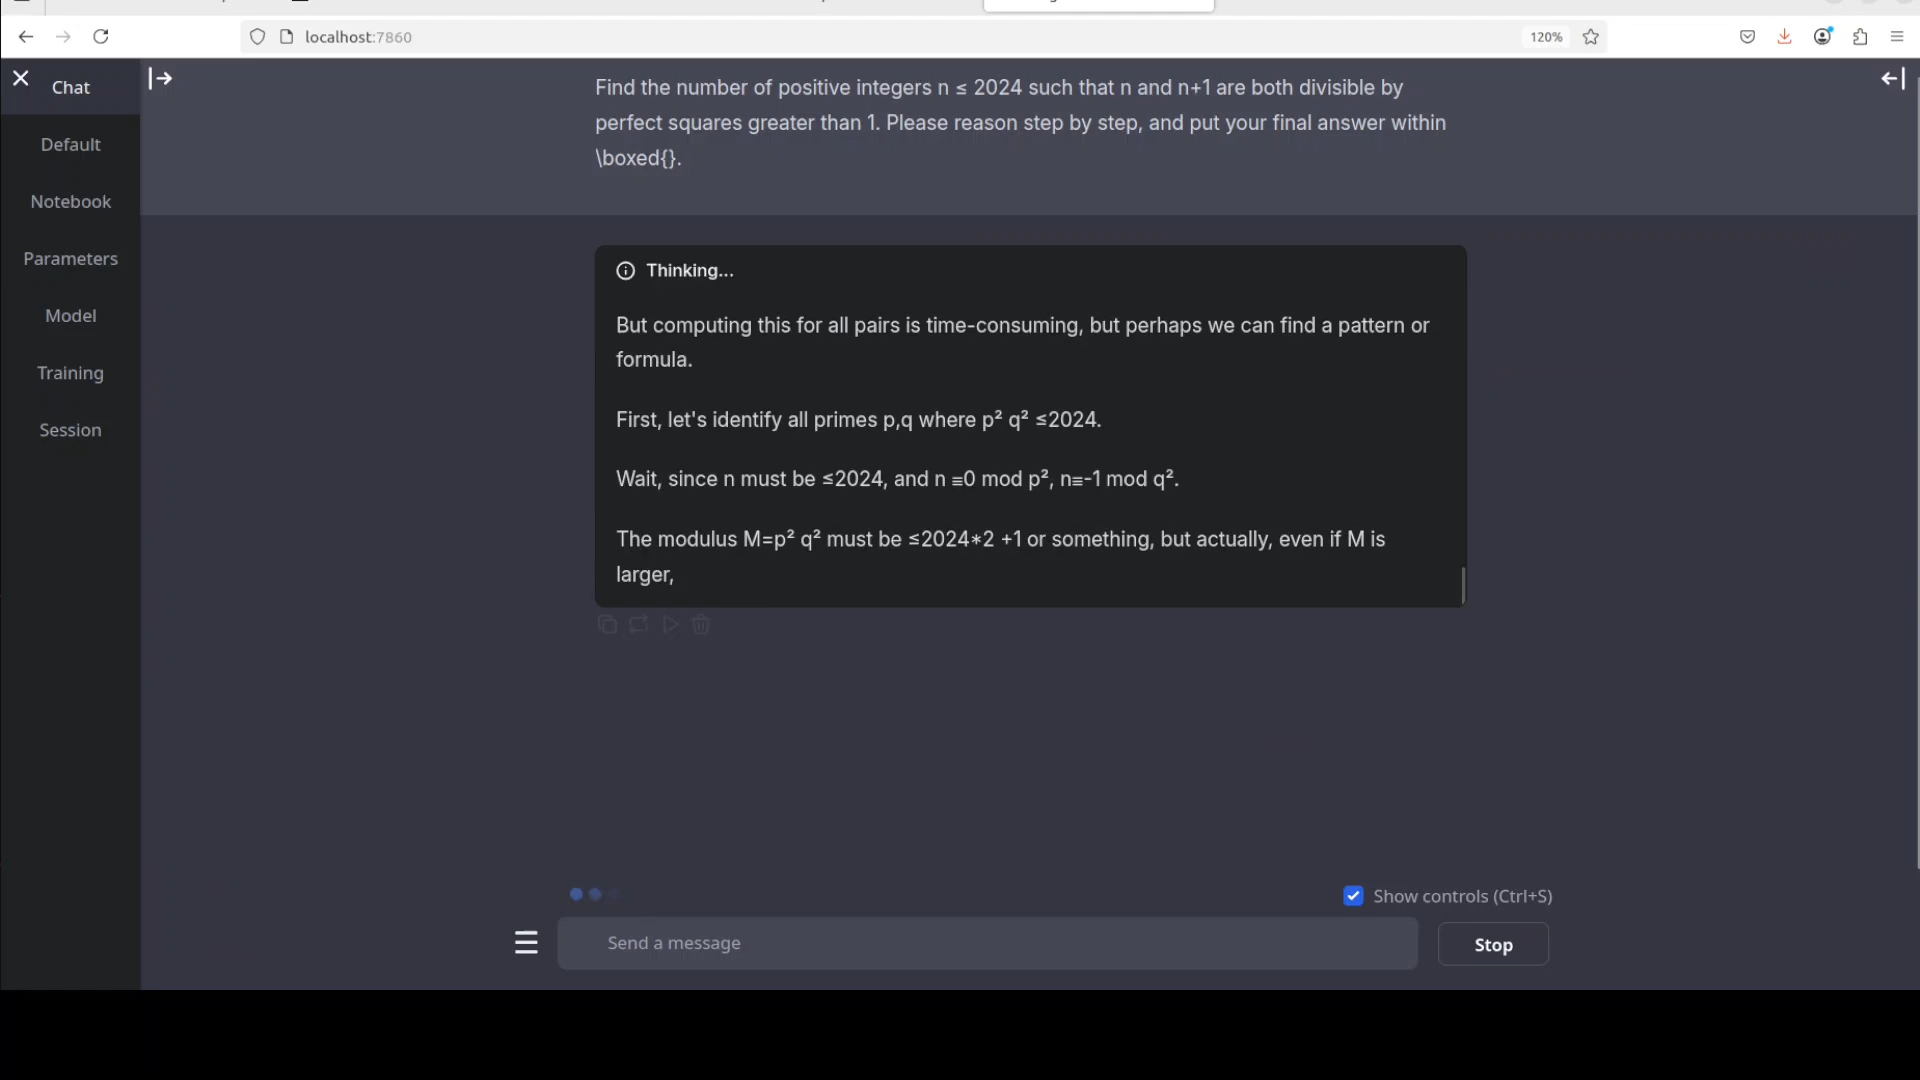 localhost:7860
120%
Chat
Default
Notebook
Parameters
Model
Training
Session
Find the number of positive integers n ≤ 2024 such that n and n+1 are both divisible by
perfect squares greater than 1. Please reason step by step, and put your final answer within
\boxed{}.
Thinking...
But computing this for all pairs is time-consuming, but perhaps we can find a pattern or
formula.
First, let's identify all primes p,q where p² q² ≤2024.
Wait, since n must be ≤2024, and n ≡0 mod p², n≡-1 mod q².
The modulus M=p² q² must be ≤2024*2 +1 or something, but actually, even if M is
larger,
Show controls (Ctrl+S)
Send a message
Stop